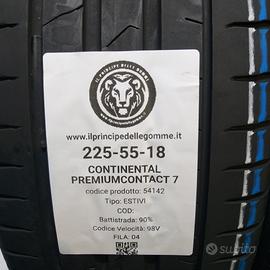 IL PRINCIPE DELLE GOMME
www.ilprincipedellegomme.it
225-55-18
CONTINENTAL
PREMIUMCONTACT 7
codice prodotto: 54142
Tipo: ESTIVI
COD:
Battistrada: 90%
Codice Velocità: 98V
FILA: 04
subito